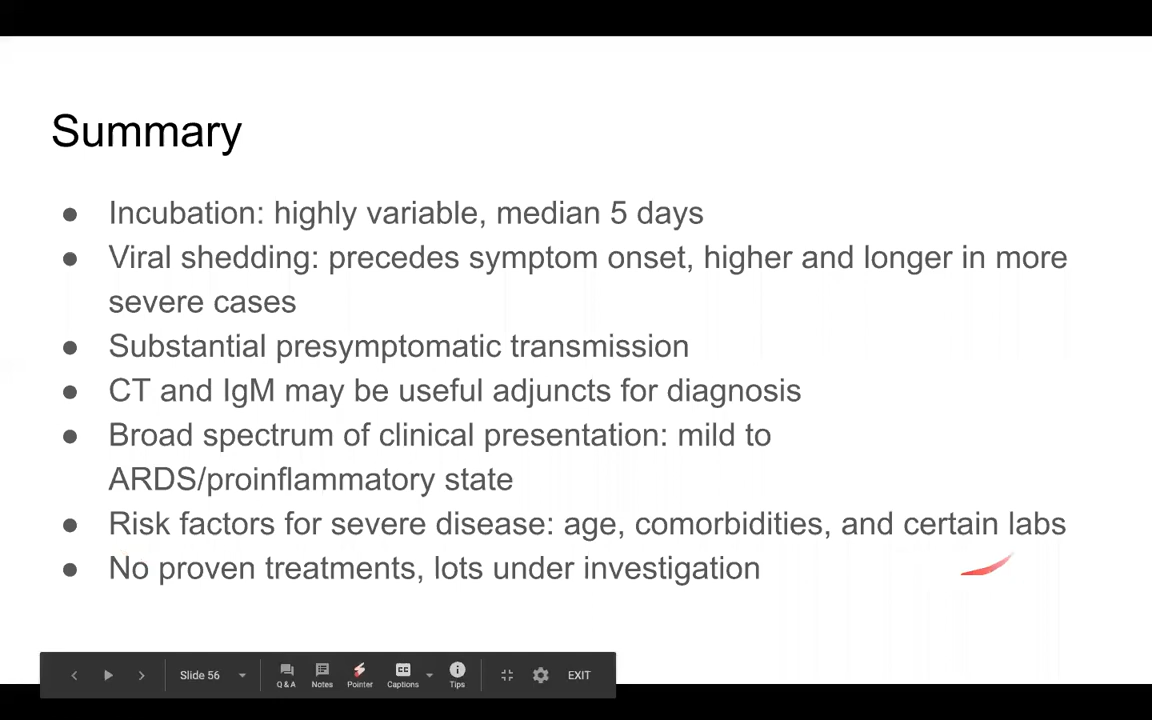 Summary
● Incubation: highly variable, median 5 days
● Viral shedding: precedes symptom onset, higher and longer in more
severe cases
● Substantial presymptomatic transmission
● CT and IgM may be useful adjuncts for diagnosis
● Broad spectrum of clinical presentation: mild to
ARDS/proinflammatory state
● Risk factors for severe disease: age, comorbidities, and certain labs
● No proven treatments, lots under investigation
Slide 56 Q & A Notes Pointer CC Captions Tips EXIT